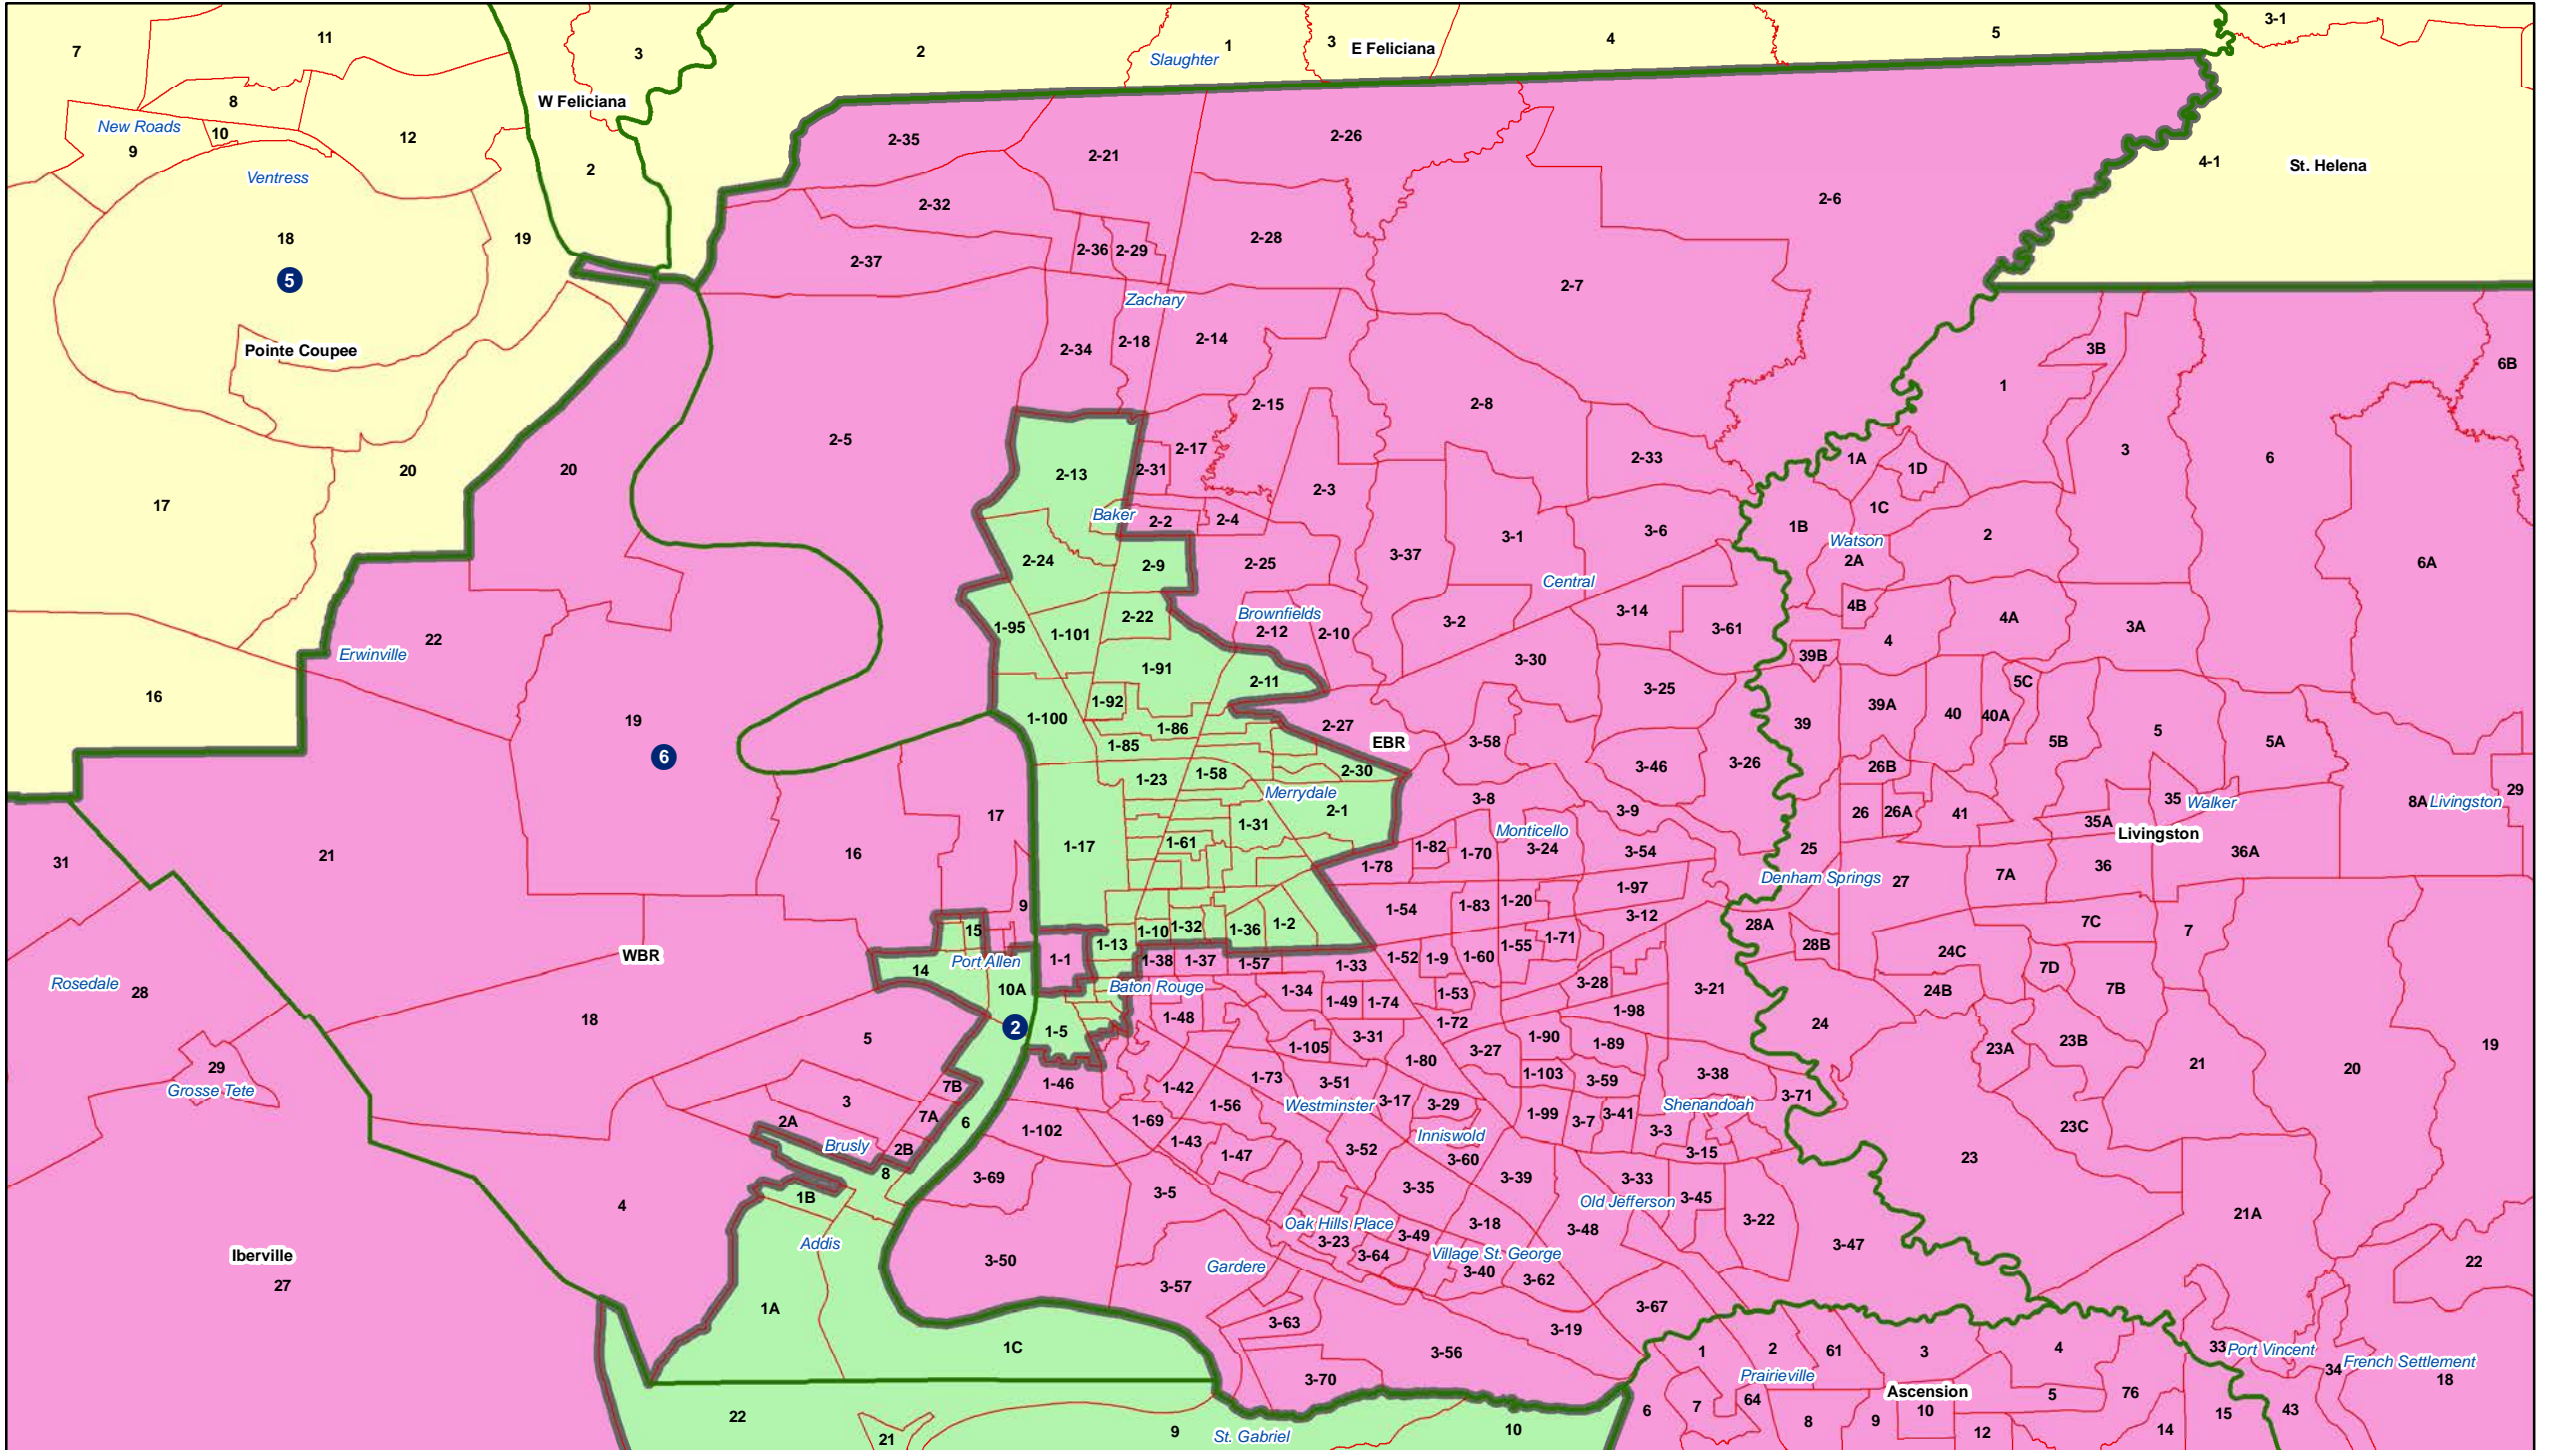 7
11
3
2
Slaughter
1
3
E Feliciana
4
5
3-1
8
W Feliciana
New Roads
10
9
12
2
2-35
2-21
2-26
4-1
St. Helena
Ventress
2-32
2-6
18
19
2-36
2-29
2-28
2-37
5
2-7
Zachary
Pointe Coupee
2-34
2-18
2-14
3B
6B
1
2-15
2-8
20
20
2-5
2-13
2-31
2-17
2-33
1A
1D
3
6
17
2-3
1C
Baker
2-2
2-4
3-1
3-6
1B
Watson
2
2A
2-24
2-9
2-25
3-37
Central
6A
22
Erwinville
1-95
1-101
2-22
Brownfields
2-12
2-10
3-2
3-14
3-61
4B
4A
4
3A
16
1-91
2-11
3-30
39B
3-25
5C
19
1-92
1-100
1-86
2-27
39
39A
40
40A
6
1-85
EBR
3-58
5B
5
5A
1-23
1-58
2-30
3-46
3-26
26B
Merrydale
3-8
3-9
35
Walker
8A
Livingston
29
17
1-31
2-1
26
26A
41
35A
Livingston
31
21
16
1-17
1-61
Monticello
1-82
1-70
3-24
3-54
25
36
36A
1-78
Denham Springs
27
7A
9
1-54
1-83
1-20
1-97
3-12
WBR
15
1-10
1-32
1-36
1-2
28A
7C
7
1-13
1-71
1-55
28B
24C
14
Port Allen
1-1
1-38
1-37
1-57
1-33
1-52
1-9
1-60
7D
Rosedale
28
10A
Baton Rouge
1-34
1-49
1-74
1-53
3-28
3-21
24B
7B
18
2
1-5
1-48
1-72
1-98
24
5
1-105
3-31
1-90
1-89
23A
23B
19
29
Grosse Tete
7B
1-46
1-42
1-73
3-51
1-80
3-27
1-103
3-59
3-38
21
20
3
7A
6
1-56
Westminster
3-17
3-29
1-99
3-7
3-41
Shenandoah
3-71
2A
Brusly
2B
1-102
1-69
1-43
1-47
3-52
Inniswold
3-60
3-3
3-15
23C
23
8
1B
3-69
3-5
3-35
3-39
3-33
3-45
4
Old Jefferson
Addis
Oak Hills Place
3-23
3-49
3-18
3-48
3-22
21A
Iberville
27
3-50
Gardere
3-64
Village St. George
3-40
3-62
3-47
22
1A
3-57
3-63
3-67
1C
3-19
3-56
1
2
61
3
4
33
Port Vincent
34
French Settlement
18
3-70
Prairieville
Ascension
22
21
9
St. Gabriel
10
6
7
64
8
9
10
12
5
76
14
15
43